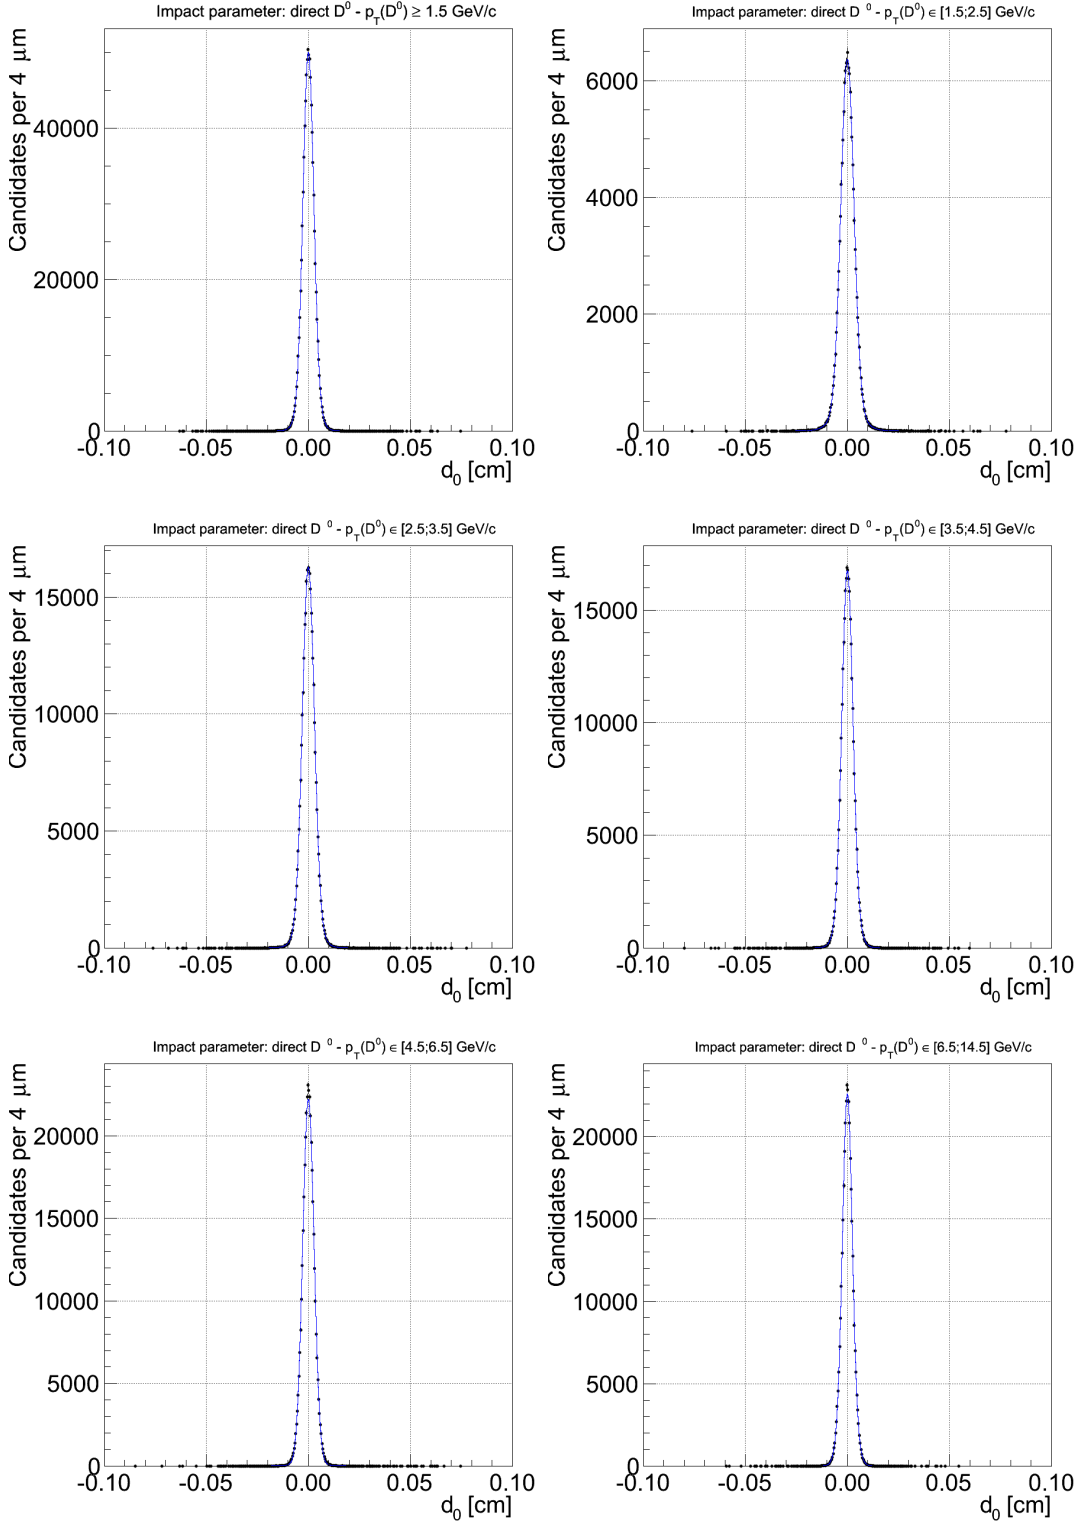 Impact parameter: direct D⁰ - p_T(D⁰) ≥ 1.5 GeV/c
Candidates per 4 μm
40000
20000
0
-0.10 -0.05 0.00 0.05 0.10
d₀ [cm]
Impact parameter: direct D ⁰ - p_T(D⁰) ∈ [1.5;2.5] GeV/c
Candidates per 4 μm
6000
4000
2000
0
-0.10 -0.05 0.00 0.05 0.10
d₀ [cm]
Impact parameter: direct D ⁰ - p_T(D⁰) ∈ [2.5;3.5] GeV/c
Candidates per 4 μm
15000
10000
5000
0
-0.10 -0.05 0.00 0.05 0.10
d₀ [cm]
Impact parameter: direct D ⁰ - p_T(D⁰) ∈ [3.5;4.5] GeV/c
Candidates per 4 μm
15000
10000
5000
0
-0.10 -0.05 0.00 0.05 0.10
d₀ [cm]
Impact parameter: direct D ⁰ - p_T(D⁰) ∈ [4.5;6.5] GeV/c
Candidates per 4 μm
20000
15000
10000
5000
0
-0.10 -0.05 0.00 0.05 0.10
d₀ [cm]
Impact parameter: direct D ⁰ - p_T(D⁰) ∈ [6.5;14.5] GeV/c
Candidates per 4 μm
20000
15000
10000
5000
0
-0.10 -0.05 0.00 0.05 0.10
d₀ [cm]